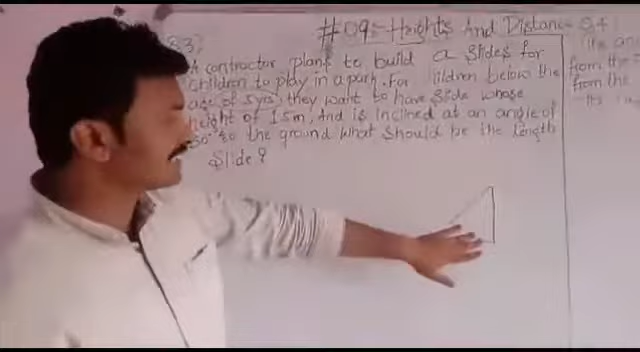 #09:- Heights And Distance
Q4:
Q3?
A contractor plans to build a slides for
children to play in a park. For children below the
age of 5yrs, they want to have slide whose
height of 1.5m, And is inclined at an angle of
30° to the ground what should be the length
Slide?
from the
from the